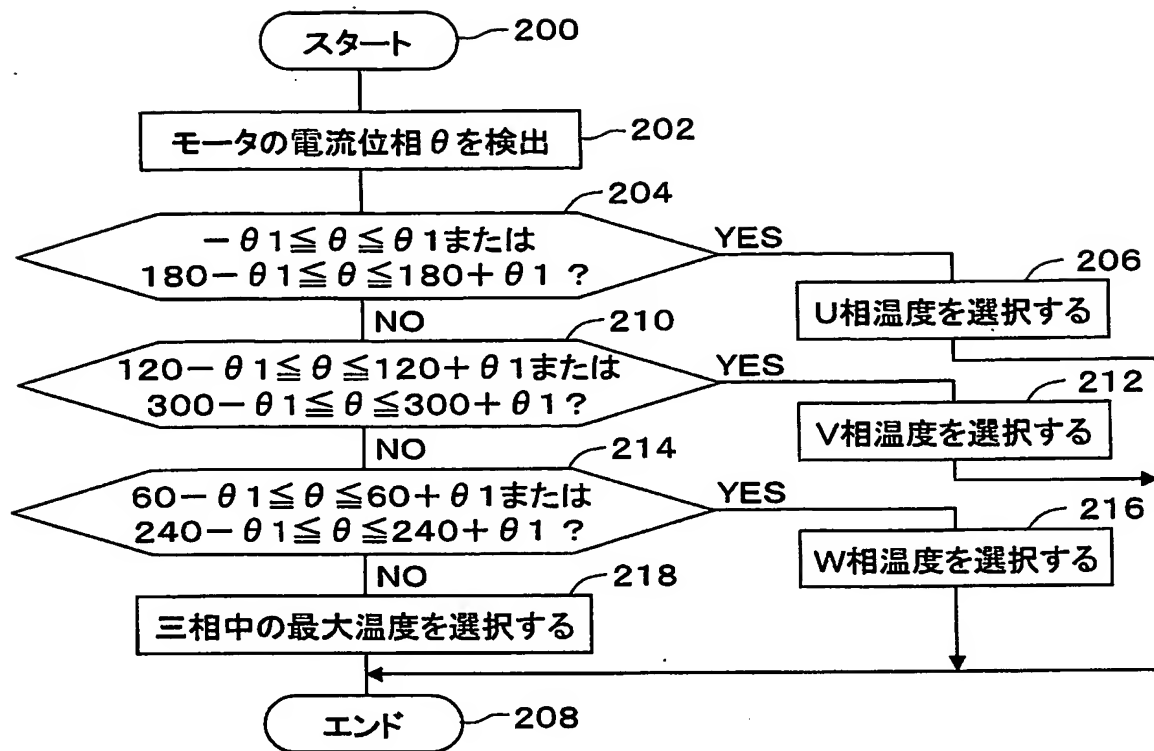 スタート
200
モータの電流位相θを検出
202
204
-θ1≦θ≦θ1または
180-θ1≦θ≦180+θ1?
YES
206
U相温度を選択する
NO
210
120-θ1≦θ≦120+θ1または
300-θ1≦θ≦300+θ1?
YES
212
V相温度を選択する
NO
214
60-θ1≦θ≦60+θ1または
240-θ1≦θ≦240+θ1?
YES
216
W相温度を選択する
NO
218
三相中の最大温度を選択する
エンド
208